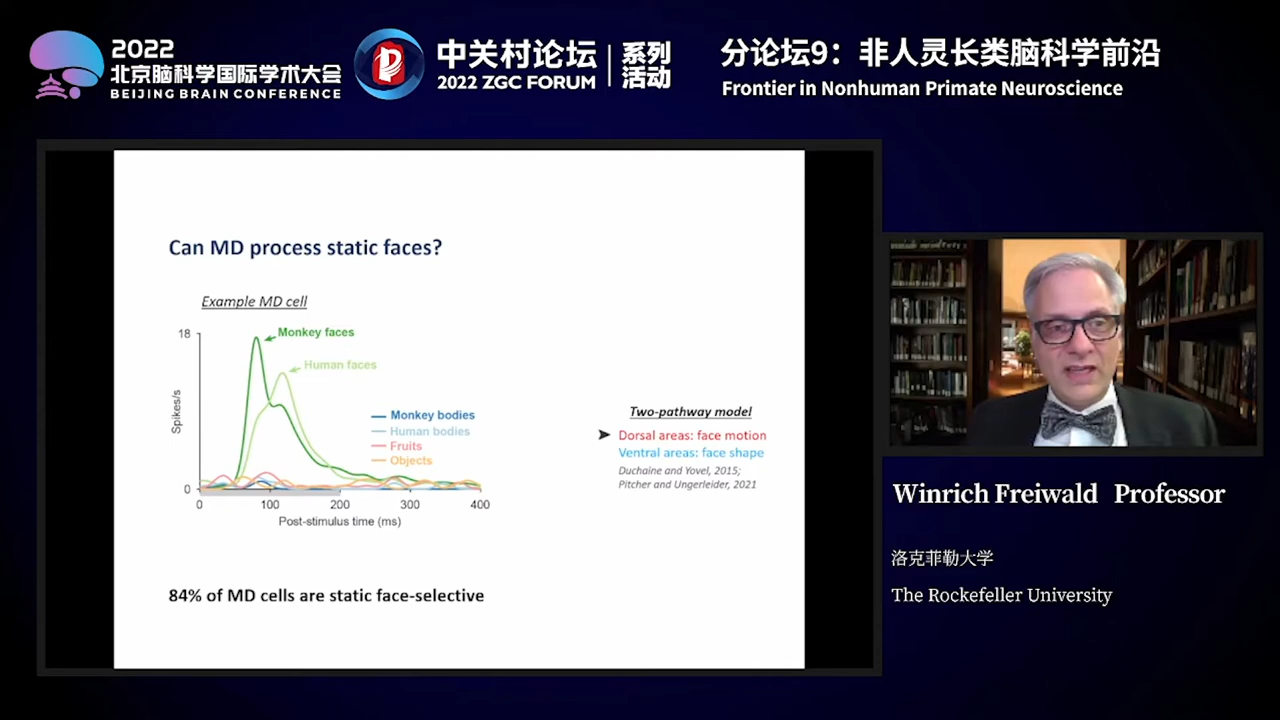 2022
北京脑科学国际学术大会
BEIJING BRAIN CONFERENCE
中关村论坛
2022 ZGC FORUM
系列
活动
分论坛9：非人灵长类脑科学前沿
Frontier in Nonhuman Primate Neuroscience
Can MD process static faces?
Example MD cell
18
Monkey faces
Human faces
Spikes/s
Monkey bodies
Human bodies
Fruits
Objects
0
0 100 200 300 400
Post-stimulus time (ms)
Two-pathway model
➤ Dorsal areas: face motion
Ventral areas: face shape
Duchaine and Yovel, 2015;
Pitcher and Ungerleider, 2021
84% of MD cells are static face-selective
Winrich Freiwald Professor
洛克菲勒大学
The Rockefeller University